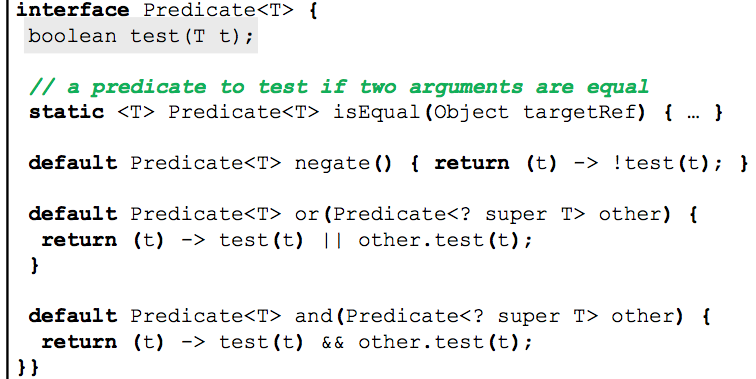 interface Predicate<T> {
boolean test(T t);
// a predicate to test if two arguments are equal
static <T> Predicate<T> isEqual(Object targetRef) { … }
default Predicate<T> negate() { return (t) -> !test(t); }
default Predicate<T> or(Predicate<? super T> other) {
return (t) -> test(t) || other.test(t);
}
default Predicate<T> and(Predicate<? super T> other) {
return (t) -> test(t) && other.test(t);
}}